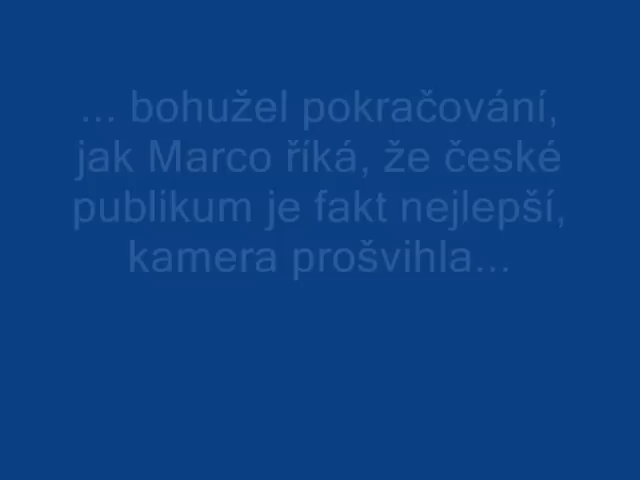 ... bohužel pokračování,
jak Marco říká, že české
publikum je fakt nejlepší,
kamera prošvihla...